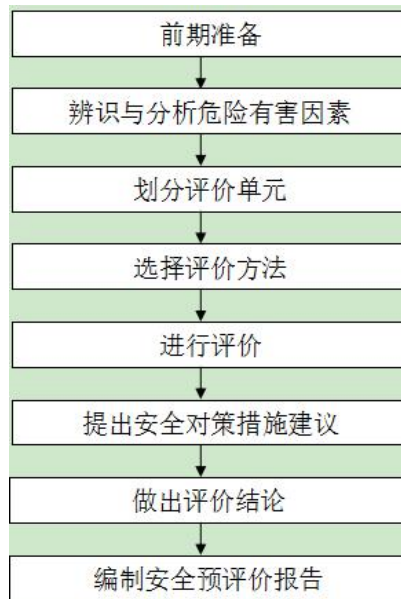 前期准备
辨识与分析危险有害因素
划分评价单元
选择评价方法
进行评价
提出安全对策措施建议
做出评价结论
编制安全预评价报告